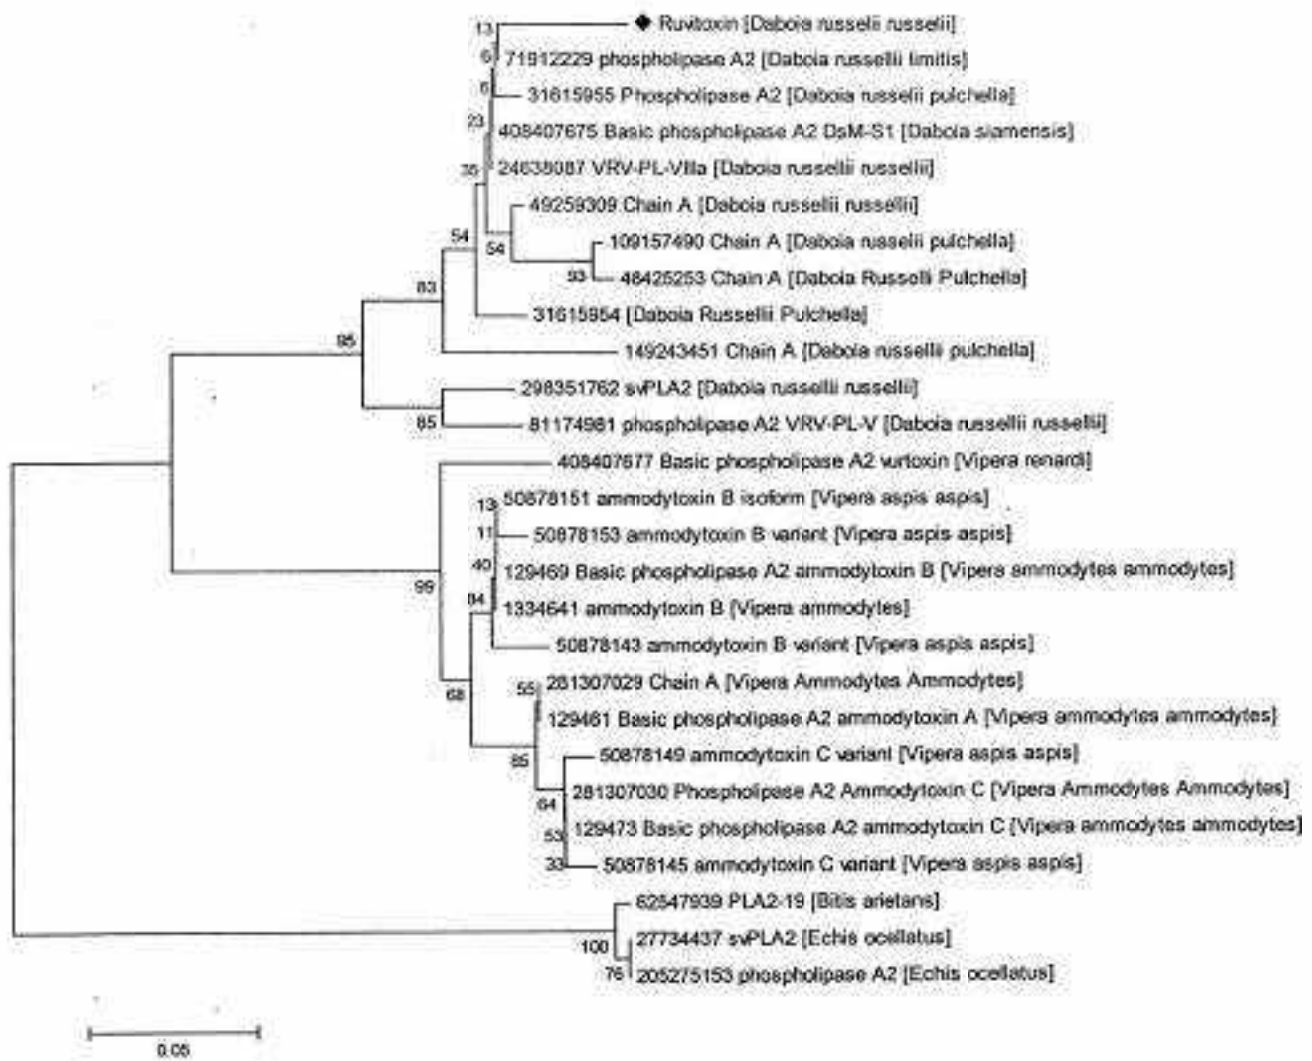 Ruvitoxin [Daboia russelii russelii]
13
6
71912229 phospholipase A2 [Daboia russellii limitis]
6
31615955 Phospholipase A2 [Daboia russelii pulchella]
23
408407675 Basic phospholipase A2 DsM-S1 [Daboia siamensis]
35
24638087 VRV-PL-VIIIa [Daboia russellii russellii]
49259309 Chain A [Daboia russellii russellii]
54
54
109157490 Chain A [Daboia russelii pulchella]
93
48425253 Chain A [Daboia Russelli Pulchella]
83
31615954 [Daboia Russellii Pulchella]
95
149243451 Chain A [Daboia russellii pulchella]
298351762 svPLA2 [Daboia russellii russellii]
85
81174981 phospholipase A2 VRV-PL-V [Daboia russellii russellii]
408407677 Basic phospholipase A2 vurtoxin [Vipera renardi]
13
50878151 ammodytoxin B isoform [Vipera aspis aspis]
11
50878153 ammodytoxin B variant [Vipera aspis aspis]
40
129469 Basic phospholipase A2 ammodytoxin B [Vipera ammodytes ammodytes]
99
84
1334641 ammodytoxin B [Vipera ammodytes]
50878143 ammodytoxin B variant [Vipera aspis aspis]
68
55
281307029 Chain A [Vipera Ammodytes Ammodytes]
129461 Basic phospholipase A2 ammodytoxin A [Vipera ammodytes ammodytes]
85
50878149 ammodytoxin C variant [Vipera aspis aspis]
64
281307030 Phospholipase A2 Ammodytoxin C [Vipera Ammodytes Ammodytes]
53
129473 Basic phospholipase A2 ammodytoxin C [Vipera ammodytes ammodytes]
33
50878145 ammodytoxin C variant [Vipera aspis aspis]
62547939 PLA2-19 [Bitis arietans]
100
27734437 svPLA2 [Echis ocellatus]
76
205275153 phospholipase A2 [Echis ocellatus]
0.05